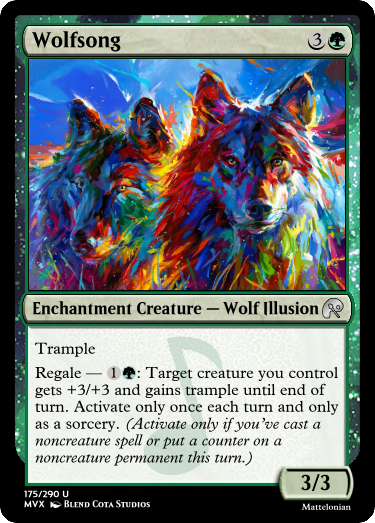 Wolfsong 3
Enchantment Creature — Wolf Illusion
Trample
Regale — 1 : Target creature you control
gets +3/+3 and gains trample until end of
turn. Activate only once each turn and only
as a sorcery. (Activate only if you've cast a
noncreature spell or put a counter on a
noncreature permanent this turn.)
3/3
175/290 U
MVX Blend Cota Studios
Mattelonian